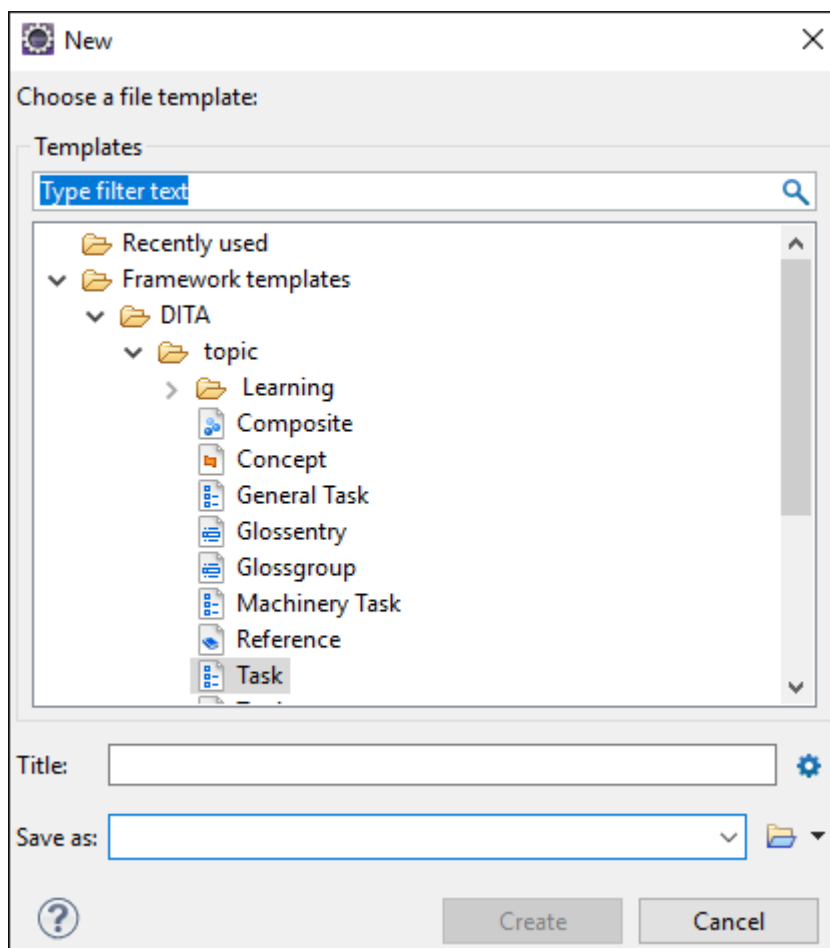 New
Choose a file template:
Templates
Type filter text
Recently used
Framework templates
DITA
topic
Learning
Composite
Concept
General Task
Glossentry
Glossgroup
Machinery Task
Reference
Task
Title:
Save as:
?
Create
Cancel